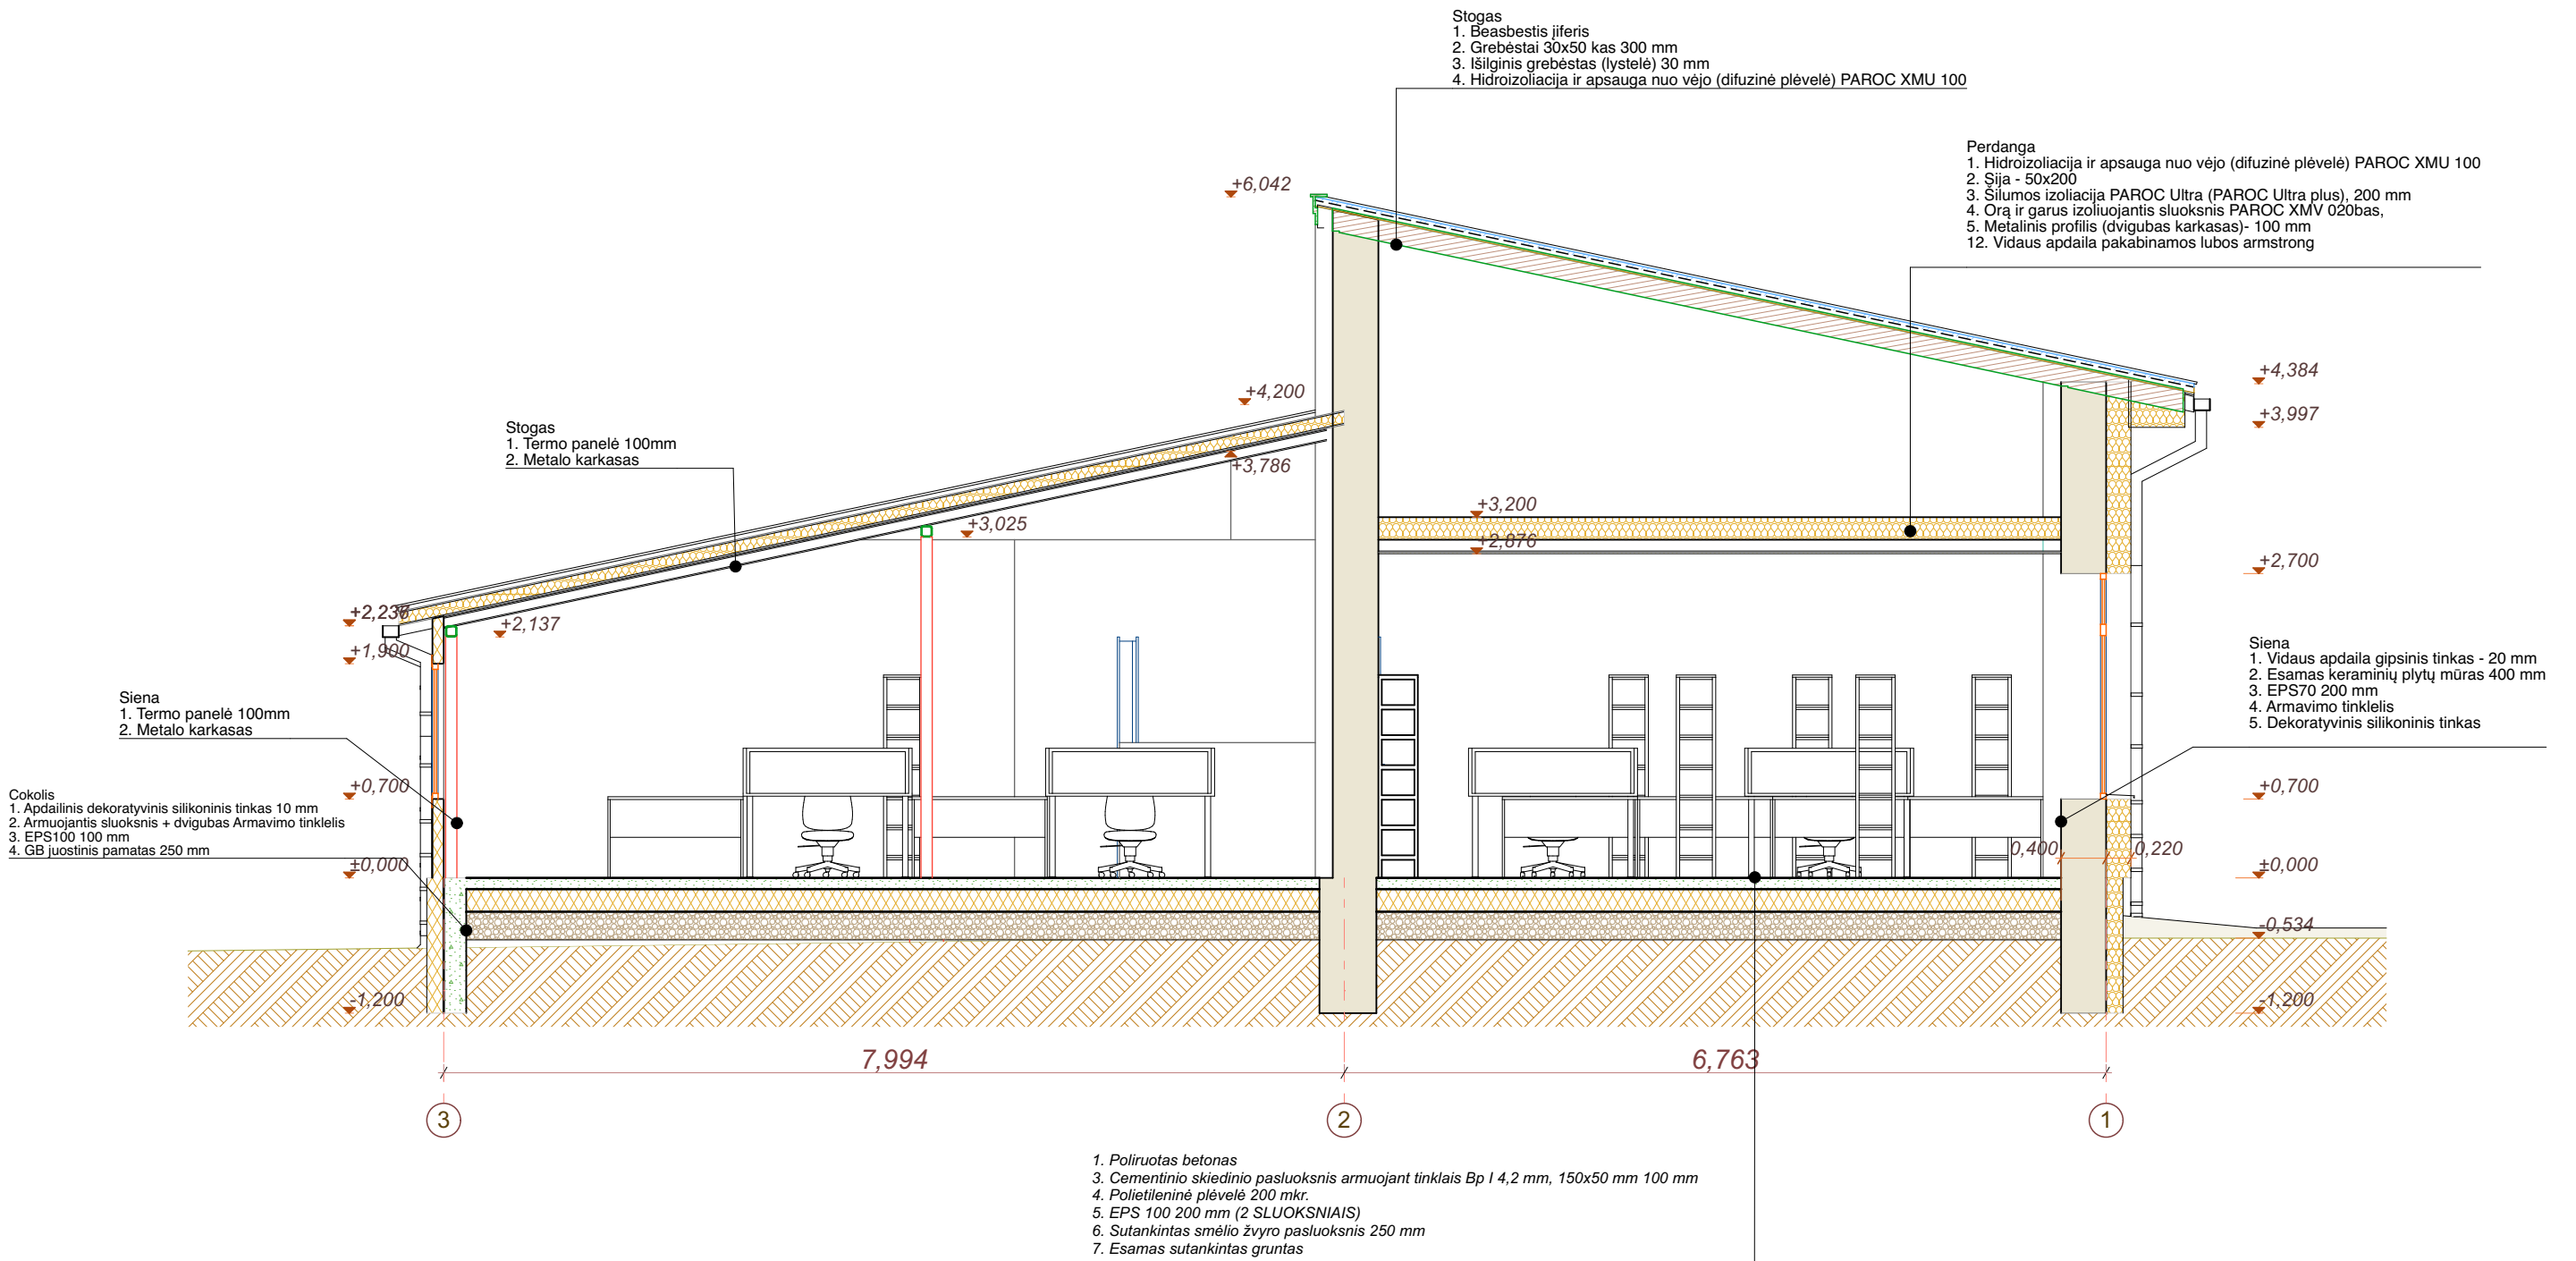 Stogas
1. Beasbestis įiferis
2. Grebėstai 30x50 kas 300 mm
3. Išilginis grebėstas (lystelė) 30 mm
4. Hidroizoliacija ir apsauga nuo vėjo (difuzinė plėvelė) PAROC XMU 100
Perdanga
1. Hidroizoliacija ir apsauga nuo vėjo (difuzinė plėvelė) PAROC XMU 100
2. Sija - 50x200
3. Šilumos izoliacija PAROC Ultra (PAROC Ultra plus), 200 mm
4. Orą ir garus izoliuojantis sluoksnis PAROC XMV 020bas,
5. Metalinis profilis (dvigubas karkasas)- 100 mm
12. Vidaus apdaila pakabinamos lubos armstrong
+6,042
+4,384
+4,200
+3,997
Stogas
1. Termo panelė 100mm
2. Metalo karkasas
+3,786
+3,200
+3,025
+2,876
+2,700
+2,137
+1,900
Siena
1. Vidaus apdaila gipsinis tinkas - 20 mm
2. Esamas keraminių plytų mūras 400 mm
3. EPS70 200 mm
4. Armavimo tinklelis
5. Dekoratyvinis silikoninis tinkas
Siena
1. Termo panelė 100mm
2. Metalo karkasas
+0,700
+0,700
Cokolis
1. Apdailinis dekoratyvinis silikoninis tinkas 10 mm
2. Armuojantis sluoksnis + dvigubas Armavimo tinklelis
3. EPS100 100 mm
4. GB juostinis pamatas 250 mm
0,400
0,220
±0,000
±0,000
-0,534
-1,200
-1,200
7,994
6,763
3
2
1
1. Poliruotas betonas
3. Cementinio skiedinio pasluoksnis armuojant tinklais Bp I 4,2 mm, 150x50 mm 100 mm
4. Polietileninė plėvelė 200 mkr.
5. EPS 100 200 mm (2 SLUOKSNIAIS)
6. Sutankintas smėlio žvyro pasluoksnis 250 mm
7. Esamas sutankintas gruntas